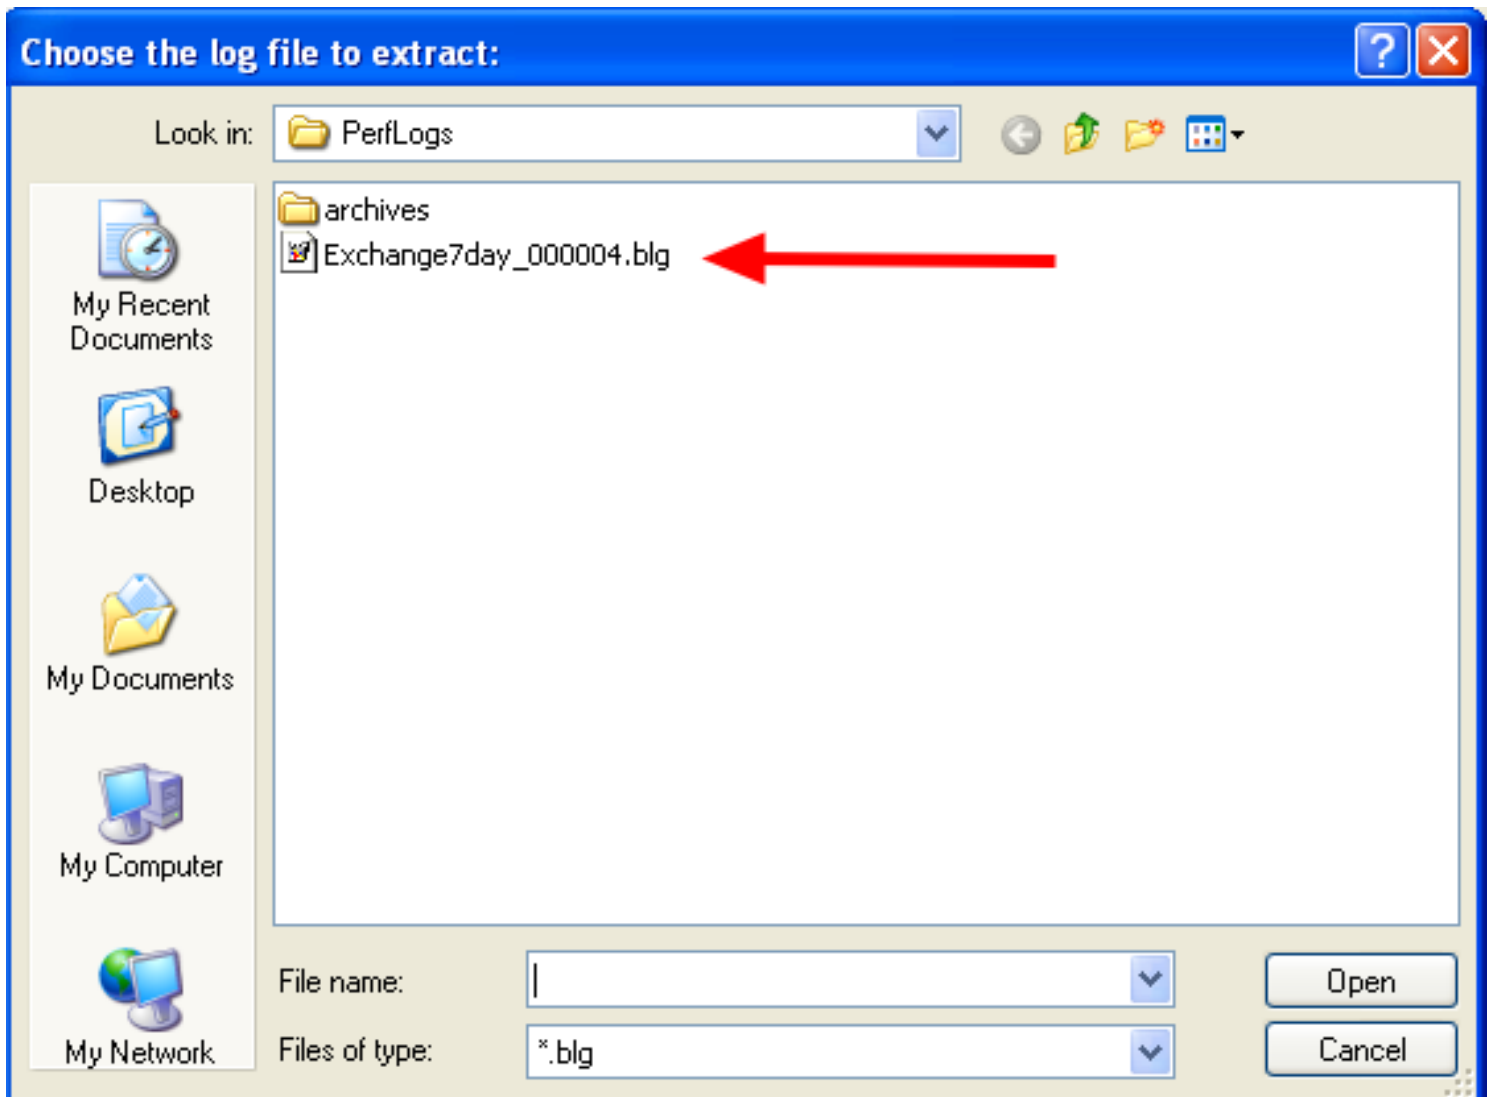 Choose the log file to extract:
?
Look in:
PerfLogs
archives
Exchange7day_000004.blg
My Recent
Documents
Desktop
My Documents
My Computer
My Network
File name:
Open
Files of type:
*.blg
Cancel